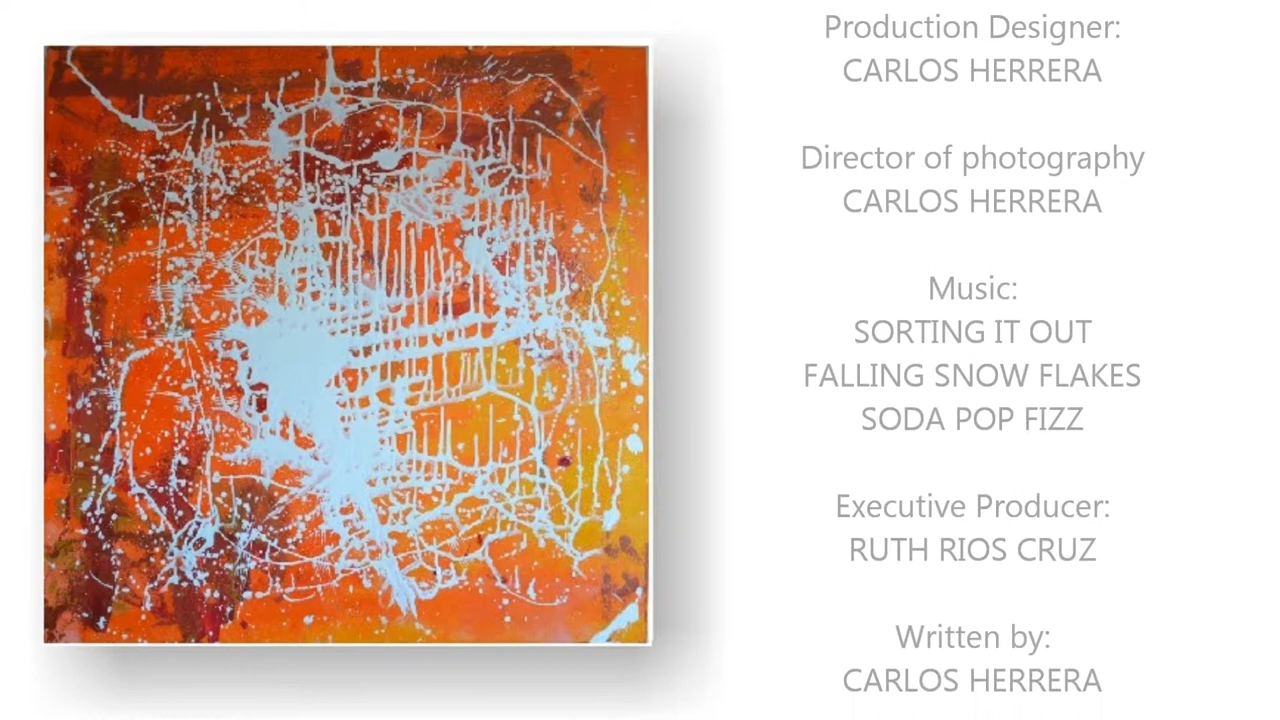 Production Designer:
CARLOS HERRERA
Director of photography
CARLOS HERRERA
Music:
SORTING IT OUT
FALLING SNOW FLAKES
SODA POP FIZZ
Executive Producer:
RUTH RIOS CRUZ
Written by:
CARLOS HERRERA